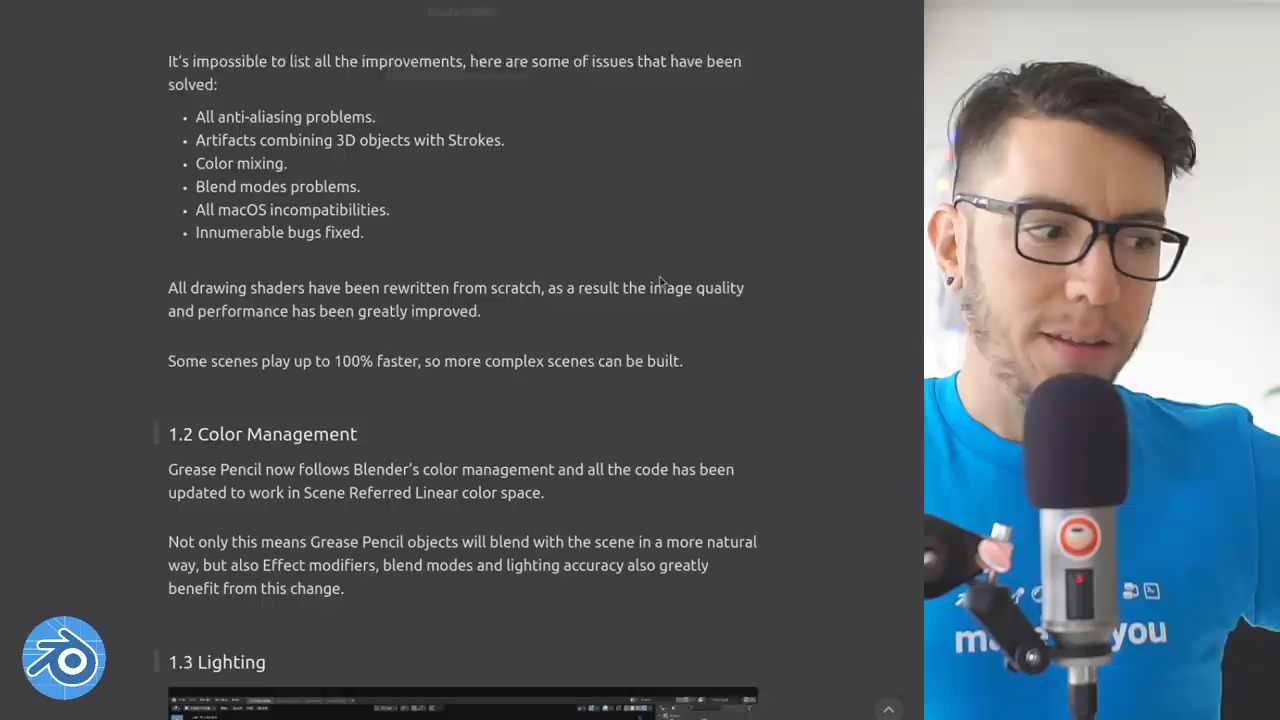 It's impossible to list all the improvements, here are some of issues that have been
solved:
• All anti-aliasing problems.
• Artifacts combining 3D objects with Strokes.
• Color mixing.
• Blend modes problems.
• All macOS incompatibilities.
• Innumerable bugs fixed.
All drawing shaders have been rewritten from scratch, as a result the image quality
and performance has been greatly improved.
Some scenes play up to 100% faster, so more complex scenes can be built.
1.2 Color Management
Grease Pencil now follows Blender's color management and all the code has been
updated to work in Scene Referred Linear color space.
Not only this means Grease Pencil objects will blend with the scene in a more natural
way, but also Effect modifiers, blend modes and lighting accuracy also greatly
benefit from this change.
1.3 Lighting
you